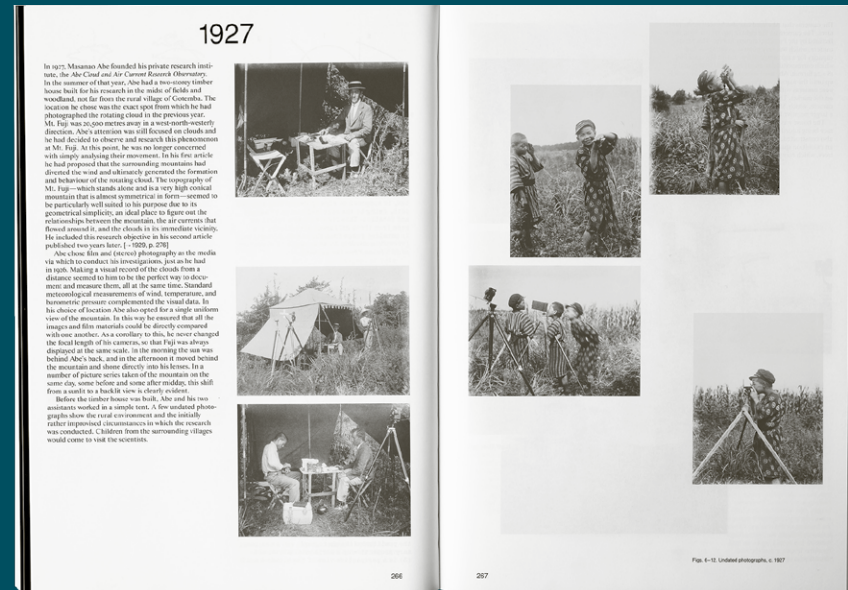 1927
In 1927, Masanao Abe founded his private research insti-
tute, the Abe Cloud and Air Current Research Observatory.
In the summer of that year, Abe had a two-storey timber
house built for his research in the midst of fields and
woodland, not far from the rural village of Gotemba. The
location he chose was the exact spot from which he had
photographed the rotating cloud in the previous year.
Mt. Fuji was 20,500 metres away in a west-north-westerly
direction. Abe's attention was still focused on clouds and
he had decided to observe and research this phenomenon
at Mt. Fuji. At this point, he was no longer concerned
with simply analysing their movement. In his first article
he had proposed that the surrounding mountains had
diverted the wind and ultimately generated the formation
and behaviour of the rotating cloud. The topography of
Mt. Fuji—which stands alone and is a very high conical
mountain that is almost symmetrical in form—seemed to
be particularly well suited to his purpose due to its
geometrical simplicity, an ideal place to figure out the
relationships between the mountain, the air currents that
flowed around it, and the clouds in its immediate vicinity.
He included this research objective in his second article
published two years later. [→1929, p. 276]
Abe chose film and (stereo) photography as the media
via which to conduct his investigations, just as he had
in 1926. Making a visual record of the clouds from a
distance seemed to him to be the perfect way to docu-
ment and measure them, all at the same time. Standard
meteorological measurements of wind, temperature, and
barometric pressure complemented the visual data. In
his choice of location Abe also opted for a single uniform
view of the mountain. In this way he ensured that all the
images and film materials could be directly compared
with one another. As a corollary to this, he never changed
the focal length of his cameras, so that Fuji was always
displayed at the same scale. In the morning the sun was
behind Abe's back, and in the afternoon it moved behind
the mountain and shone directly into his lenses. In a
number of picture series taken of the mountain on the
same day, some before and some after midday, this shift
from a sunlit to a backlit view is clearly evident.
Before the timber house was built, Abe and his two
assistants worked in a simple tent. A few undated photo-
graphs show the rural environment and the initially
rather improvised circumstances in which the research
was conducted. Children from the surrounding villages
would come to visit the scientists.
266
267
Figs. 6–12. Undated photographs, c. 1927